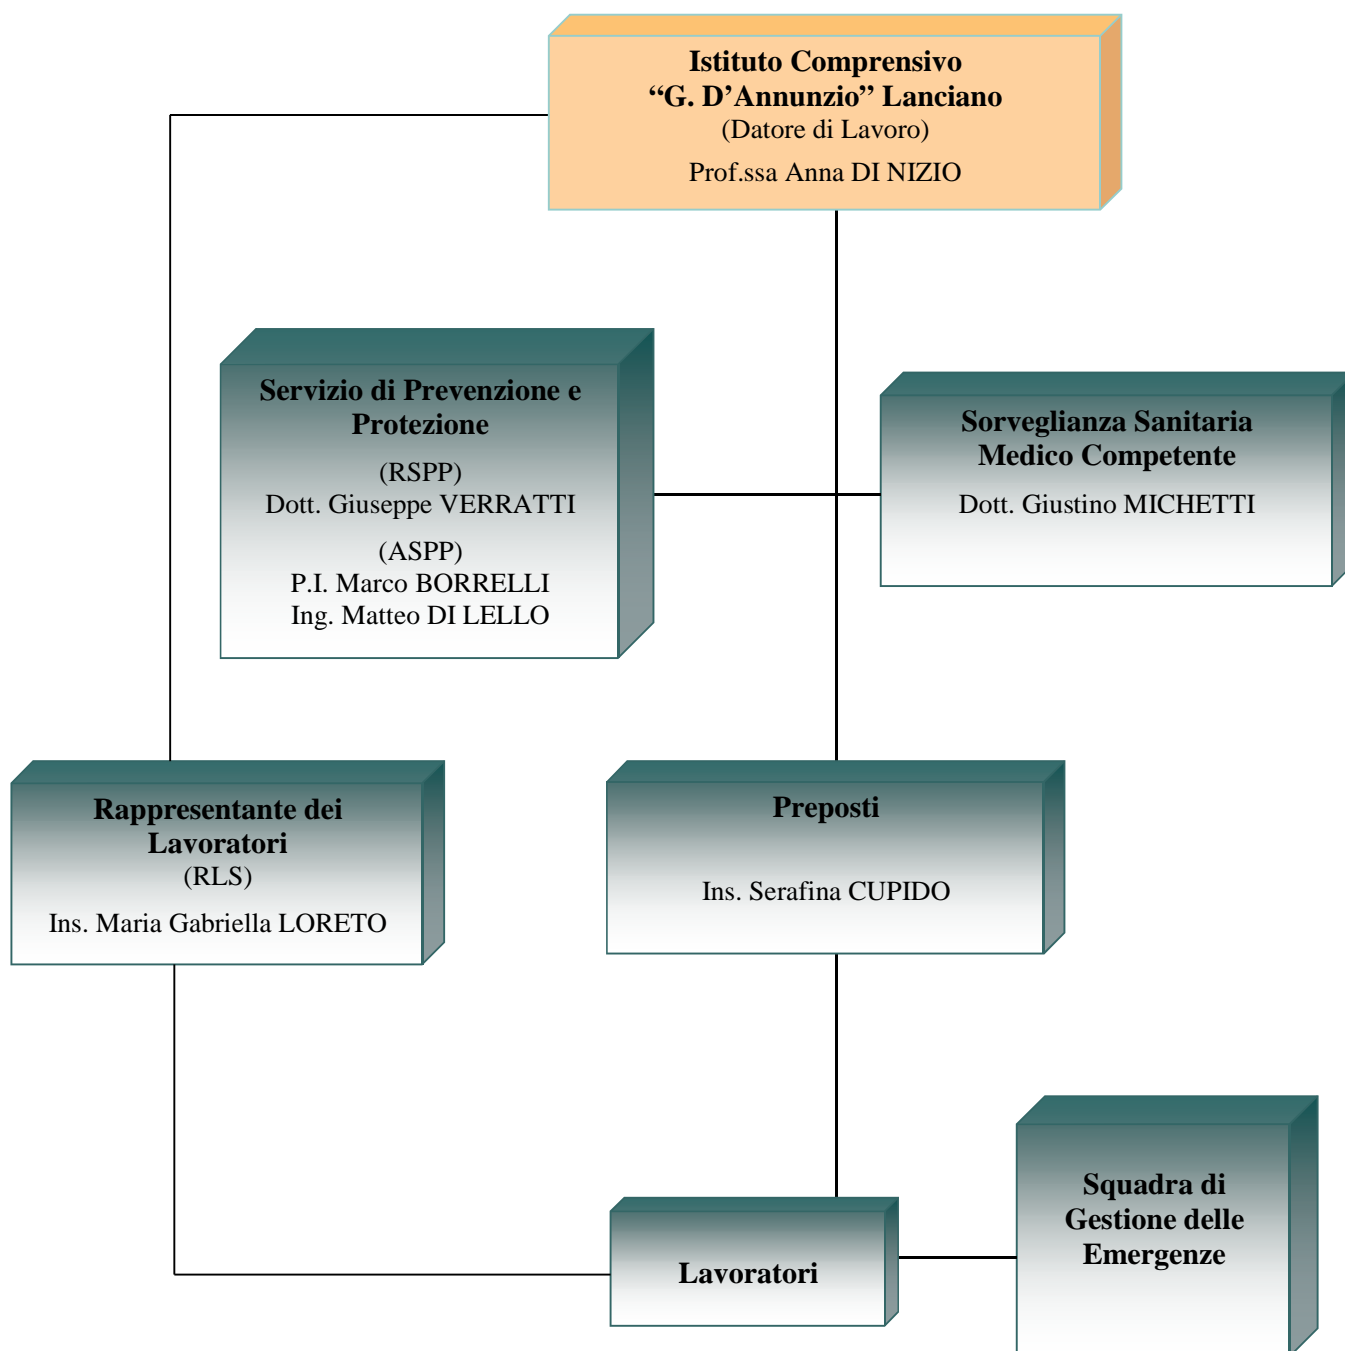 Istituto Comprensivo
“G. D’Annunzio” Lanciano
(Datore di Lavoro)
Prof.ssa Anna DI NIZIO
Servizio di Prevenzione e
Protezione
(RSPP)
Dott. Giuseppe VERRATTI
(ASPP)
P.I. Marco BORRELLI
Ing. Matteo DI LELLO
Sorveglianza Sanitaria
Medico Competente
Dott. Giustino MICHETTI
Rappresentante dei
Lavoratori
(RLS)
Ins. Maria Gabriella LORETO
Preposti
Ins. Serafina CUPIDO
Lavoratori
Squadra di
Gestione delle
Emergenze